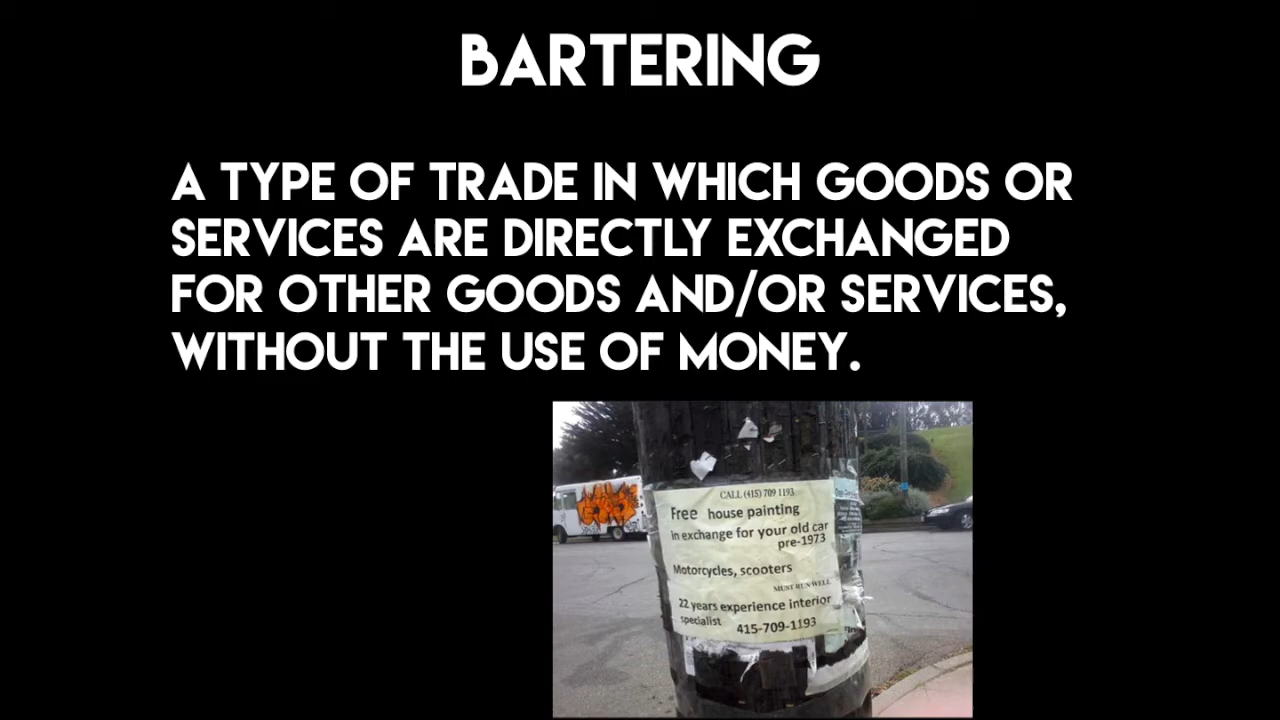 BARTERING
A TYPE OF TRADE IN WHICH GOODS OR
SERVICES ARE DIRECTLY EXCHANGED
FOR OTHER GOODS AND/OR SERVICES,
WITHOUT THE USE OF MONEY.
CALL (415) 709 1193
Free house painting
in exchange for your old car
pre-1973
Motorcycles, scooters
MUST RUN WELL
22 years experience interior
specialist 415-709-1193